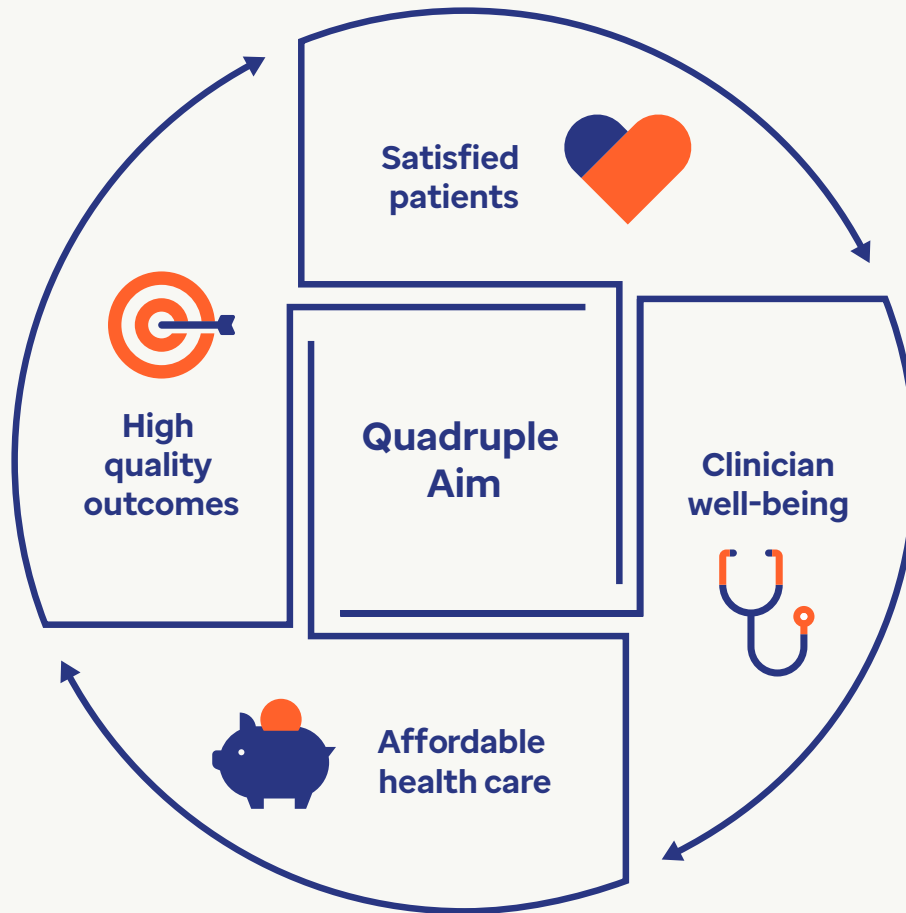 Satisfied
patients
High
quality
outcomes
Quadruple
Aim
Clinician
well-being
Affordable
health care